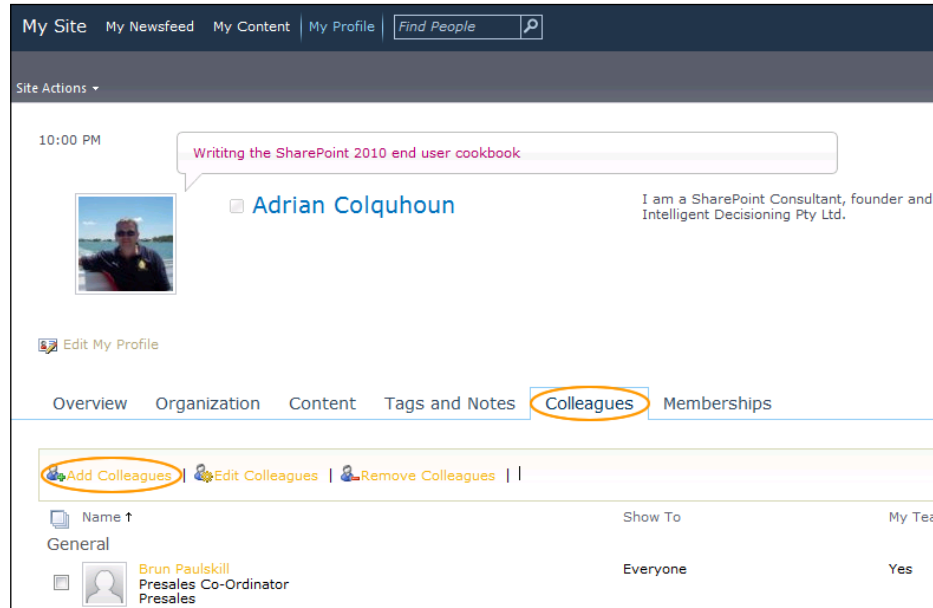 My Site My Newsfeed My Content My Profile Find People
Site Actions
10:00 PM
Writitng the SharePoint 2010 end user cookbook
Adrian Colquhoun
I am a SharePoint Consultant, founder and
Intelligent Decisioning Pty Ltd.
Edit My Profile
Overview Organization Content Tags and Notes Colleagues Memberships
Add Colleagues | Edit Colleagues | Remove Colleagues | |
Name ↑ Show To My Tea
General
Brun Paulskill Everyone Yes
Presales Co-Ordinator
Presales